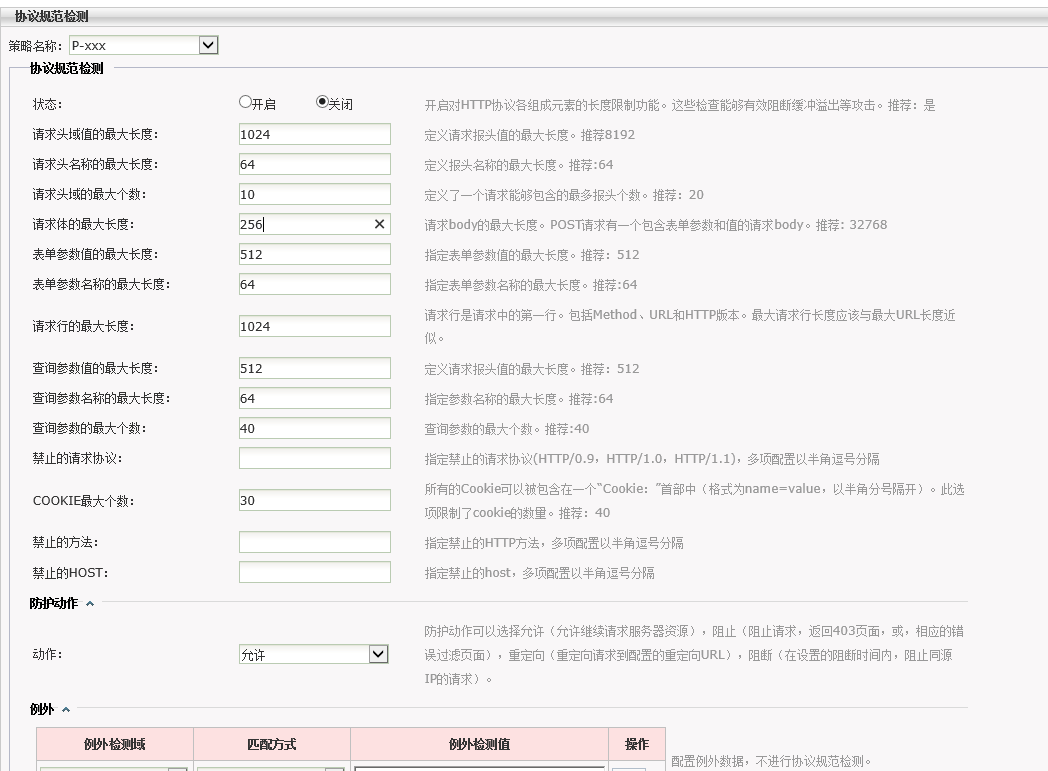 协议规范检测
策略名称: P-xxx
协议规范检测
状态: 开启 关闭 开启对HTTP协议各组成元素的长度限制功能。这些检查能够有效阻断缓冲溢出等攻击。推荐：是
请求头域值的最大长度: 1024 定义请求报头值的最大长度。推荐8192
请求头名称的最大长度: 64 定义报头名称的最大长度。推荐:64
请求头域的最大个数: 10 定义了一个请求能够包含的最多报头个数。推荐：20
请求体的最大长度: 256 请求body的最大长度。POST请求有一个包含表单参数和值的请求body。推荐: 32768
表单参数值的最大长度: 512 指定表单参数值的最大长度。推荐：512
表单参数名称的最大长度: 64 指定表单参数名称的最大长度。推荐:64
请求行的最大长度: 1024 请求行是请求中的第一行。包括Method、URL和HTTP版本。最大请求行长度应该与最大URL长度近
似。
查询参数值的最大长度: 512 定义请求报头值的最大长度。推荐：512
查询参数名称的最大长度: 64 指定参数名称的最大长度。推荐:64
查询参数的最大个数: 40 查询参数的最大个数。推荐:40
禁止的请求协议: 指定禁止的请求协议(HTTP/0.9，HTTP/1.0，HTTP/1.1)，多项配置以半角逗号分隔
COOKIE最大个数: 30 所有的Cookie可以被包含在一个“Cookie：”首部中（格式为name=value，以半角分号隔开）。此选
项限制了cookie的数量。推荐：40
禁止的方法: 指定禁止的HTTP方法，多项配置以半角逗号分隔
禁止的HOST: 指定禁止的host，多项配置以半角逗号分隔
防护动作
动作: 允许 防护动作可以选择允许（允许继续请求服务器资源），阻止（阻止请求，返回403页面，或，相应的错
误过滤页面），重定向（重定向请求到配置的重定向URL），阻断（在设置的阻断时间内，阻止同源
IP的请求）。
例外
例外检测域 匹配方式 例外检测值 操作
配置例外数据，不进行协议规范检测。